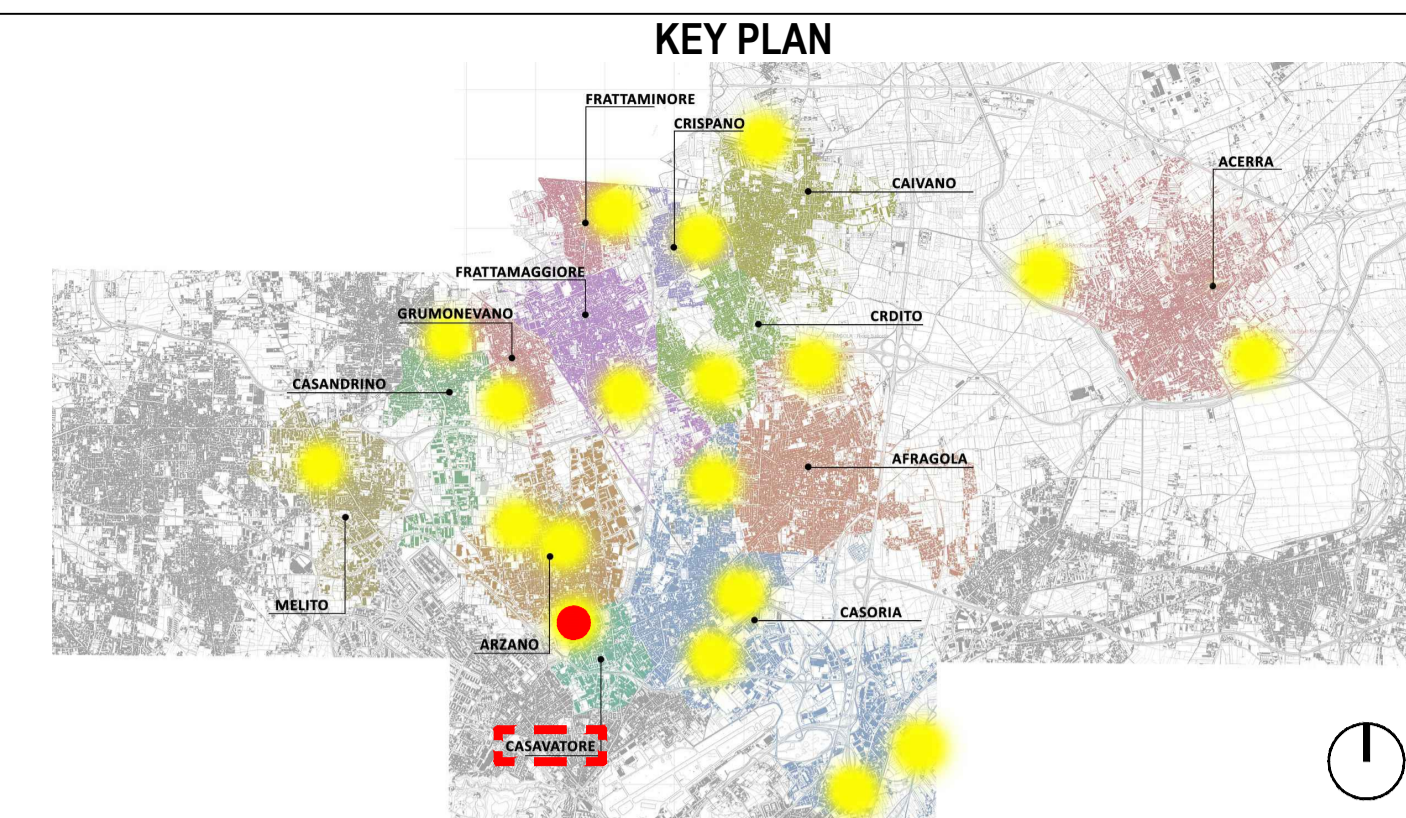 KEY PLAN
FRATTAMINORE
CRISPANO
ACERRA
CAIVANO
FRATTAMAGGIORE
GRUMONEVANO
CRDITO
CASANDRINO
AFRAGOLA
MELITO
CASORIA
ARZANO
CASAVATORE